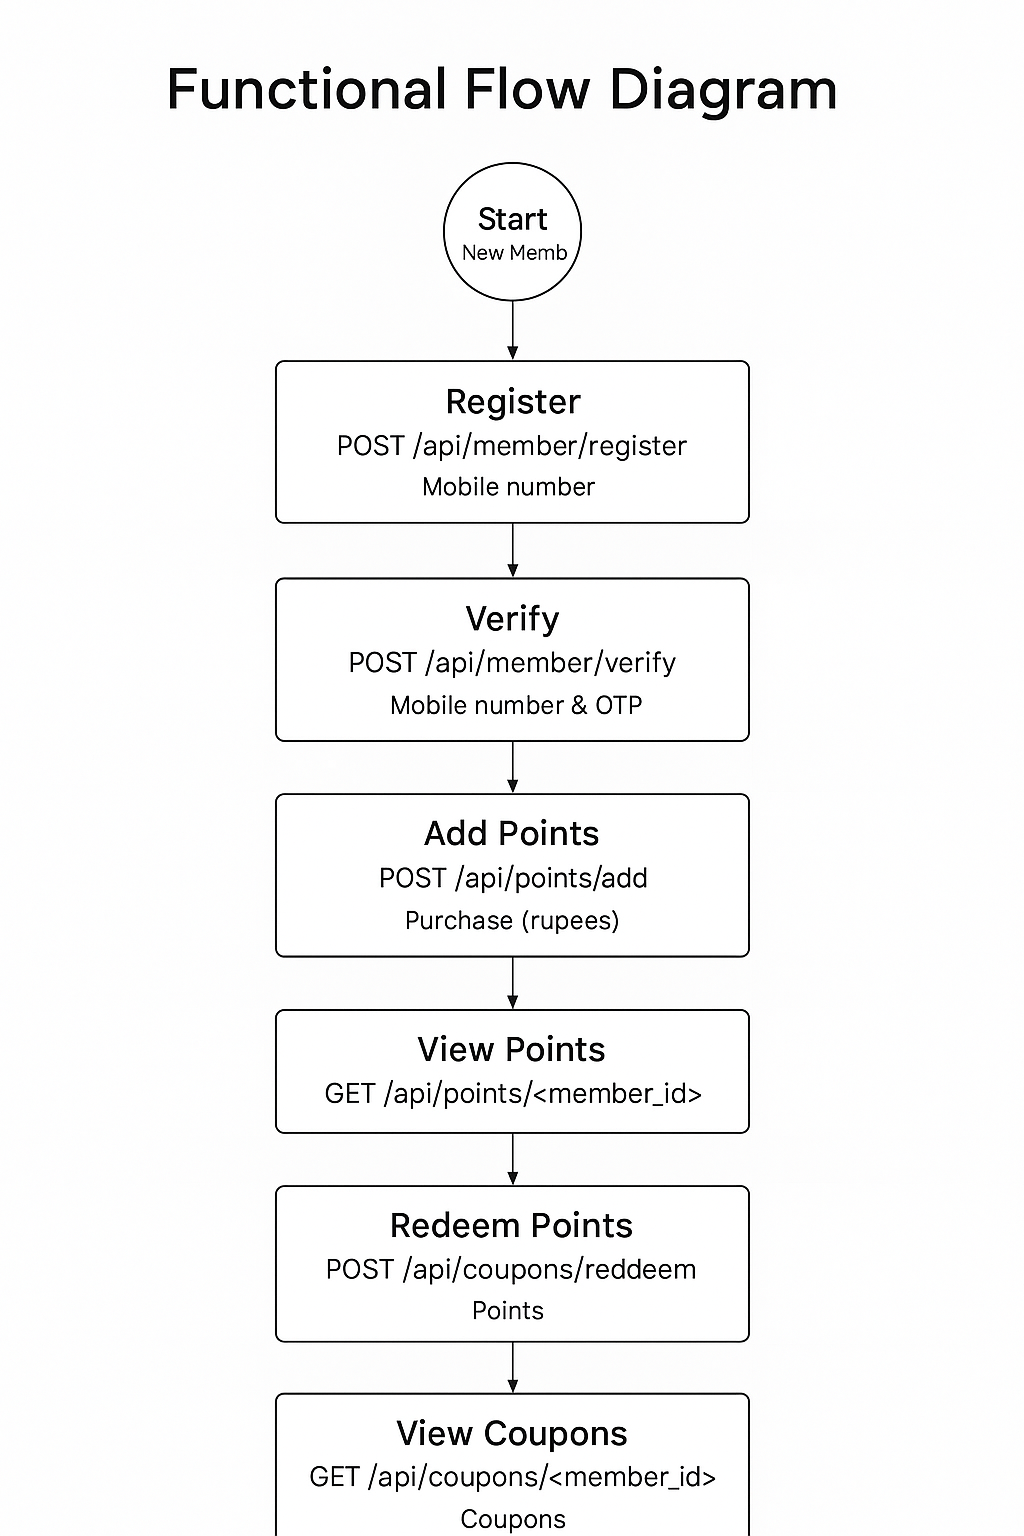 Functional Flow Diagram
Start
New Memb
Register
POST /api/member/register
Mobile number
Verify
POST /api/member/verify
Mobile number & OTP
Add Points
POST /api/points/add
Purchase (rupees)
View Points
GET /api/points/<member_id>
Redeem Points
POST /api/coupons/reddeem
Points
View Coupons
GET /api/coupons/<member_id>
Coupons